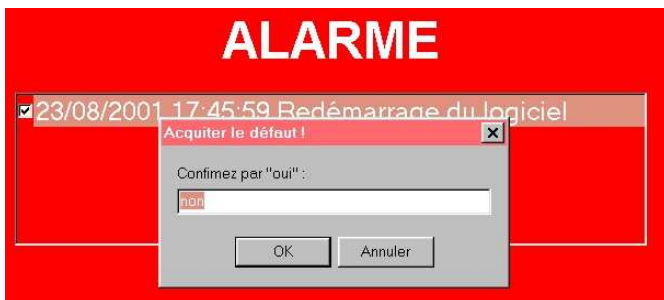 ALARME
23/08/2001 17:45:59 Redémarrage du logiciel
Acquiter le défaut !
Confimez par "oui" :
non
OK Annuler